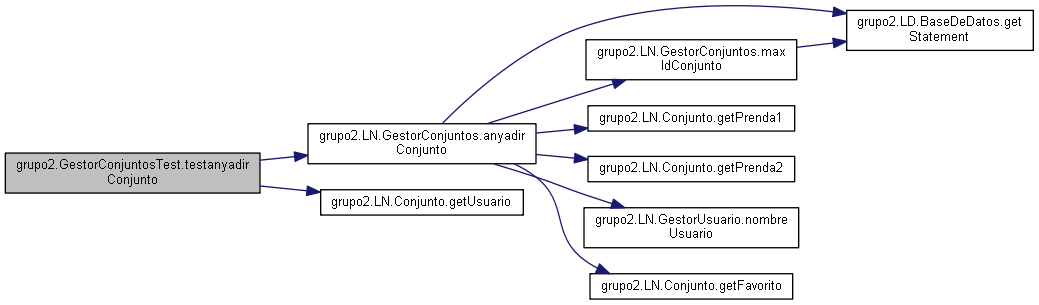 grupo2.GestorConjuntosTest.testanyadir
Conjunto
grupo2.LN.GestorConjuntos.anyadir
Conjunto
grupo2.LN.Conjunto.getUsuario
grupo2.LD.BaseDeDatos.get
Statement
grupo2.LN.GestorConjuntos.max
IdConjunto
grupo2.LN.Conjunto.getPrenda1
grupo2.LN.Conjunto.getPrenda2
grupo2.LN.GestorUsuario.nombre
Usuario
grupo2.LN.Conjunto.getFavorito